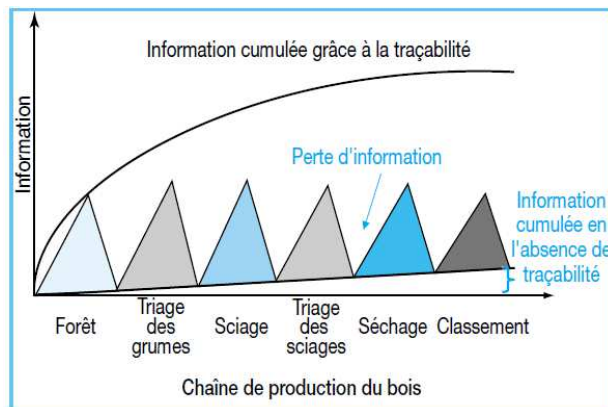 Information cumulée grâce à la traçabilité
Information
Perte d'information
Information
cumulée en
l'absence de
traçabilité
Forêt
Triage
des
grumes
Sciage
Triage
des
sciages
Séchage
Classement
Chaîne de production du bois